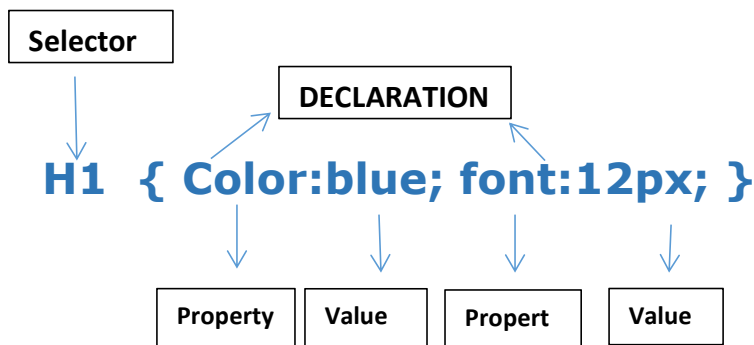 Selector
DECLARATION
H1 { Color:blue; font:12px; }
Property Value Propert Value